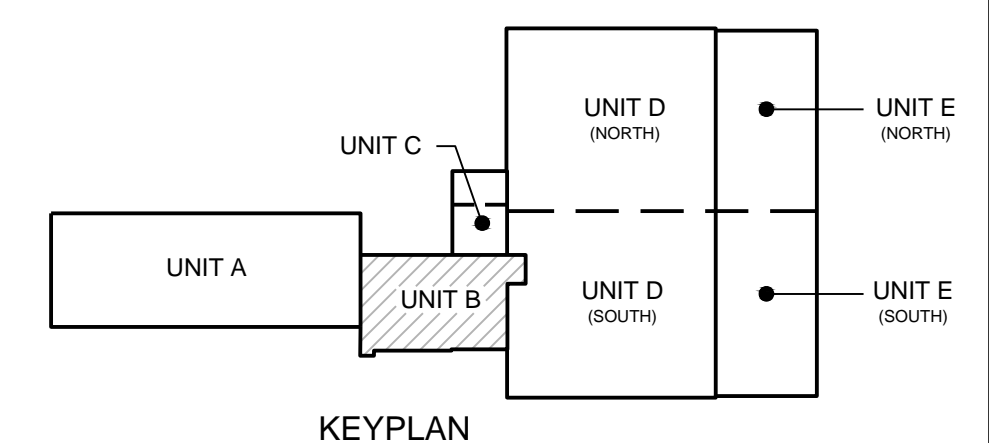 UNIT D
(NORTH)
UNIT E
(NORTH)
UNIT C
UNIT A
UNIT B
UNIT D
(SOUTH)
UNIT E
(SOUTH)
KEYPLAN